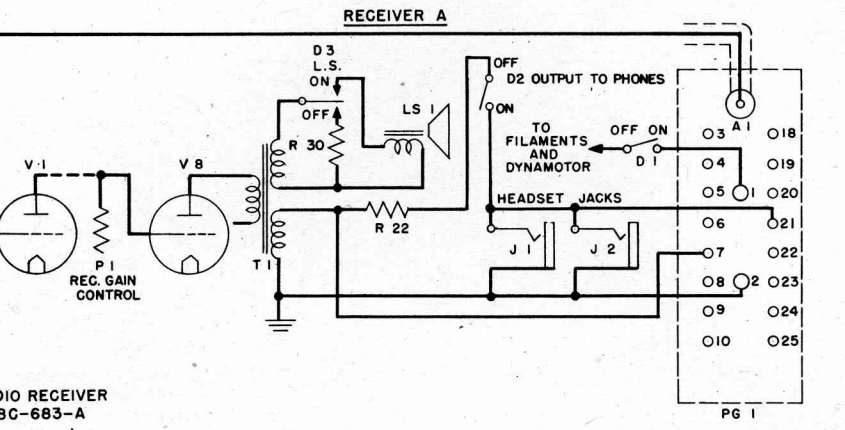 RECEIVER A
D3
L.S.
ON
OFF
R 30
LS 1
OFF
D2 OUTPUT TO PHONES
ON
TO
FILAMENTS
AND
DYNAMOTOR
OFF ON
D 1
A 1
3 18
4 19
5 1 20
6 21
7 22
8 2 23
9 24
10 25
PG 1
V 1
V 8
HEADSET JACKS
R 22
J 1
J 2
T 1
P 1
REC. GAIN
CONTROL
DIO RECEIVER
BC-683-A